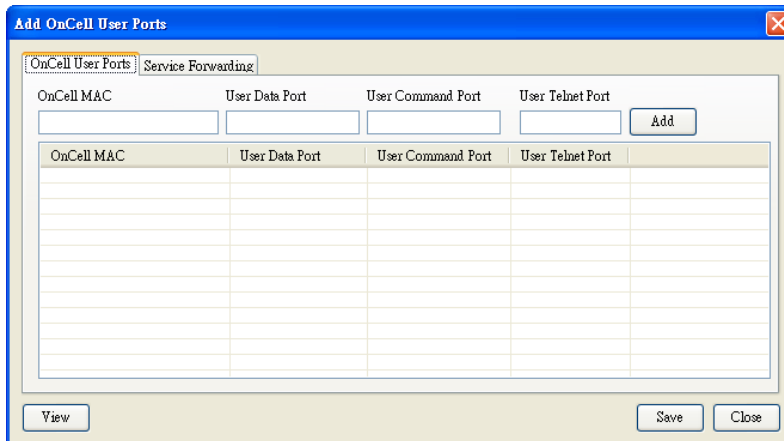 Add OnCell User Ports
OnCell User Ports Service Forwarding
OnCell MAC User Data Port User Command Port User Telnet Port
Add
OnCell MAC User Data Port User Command Port User Telnet Port
View Save Close